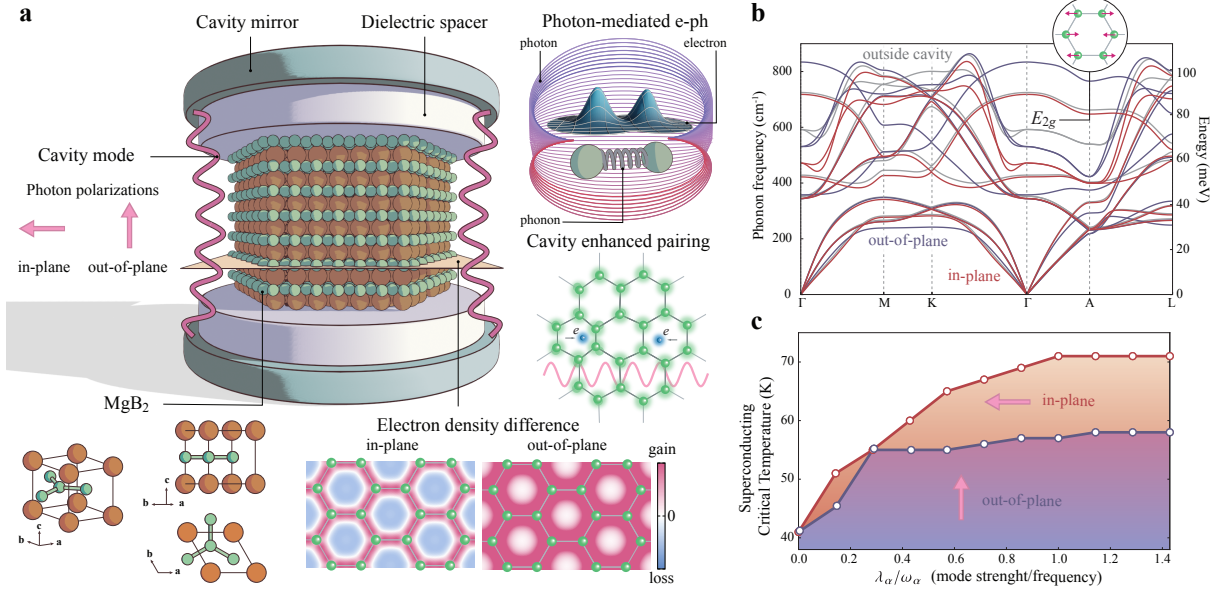 a
Cavity mirror
Dielectric spacer
Cavity mode
Photon polarizations
in-plane
out-of-plane
MgB2
c
b
a
c
b
a
b
a
Photon-mediated e-ph
photon
electron
phonon
Cavity enhanced pairing
e
e
Electron density difference
in-plane
out-of-plane
gain
0
loss
b
outside cavity
E2g
out-of-plane
in-plane
Phonon frequency (cm⁻¹)
0
200
400
600
800
Γ
M
K
Γ
A
L
Energy (meV)
0
20
40
60
80
100
c
in-plane
out-of-plane
Superconducting
Critical Temperature (K)
40
50
60
70
0.0
0.2
0.4
0.6
0.8
1.0
1.2
1.4
λα/ωα (mode strenght/frequency)